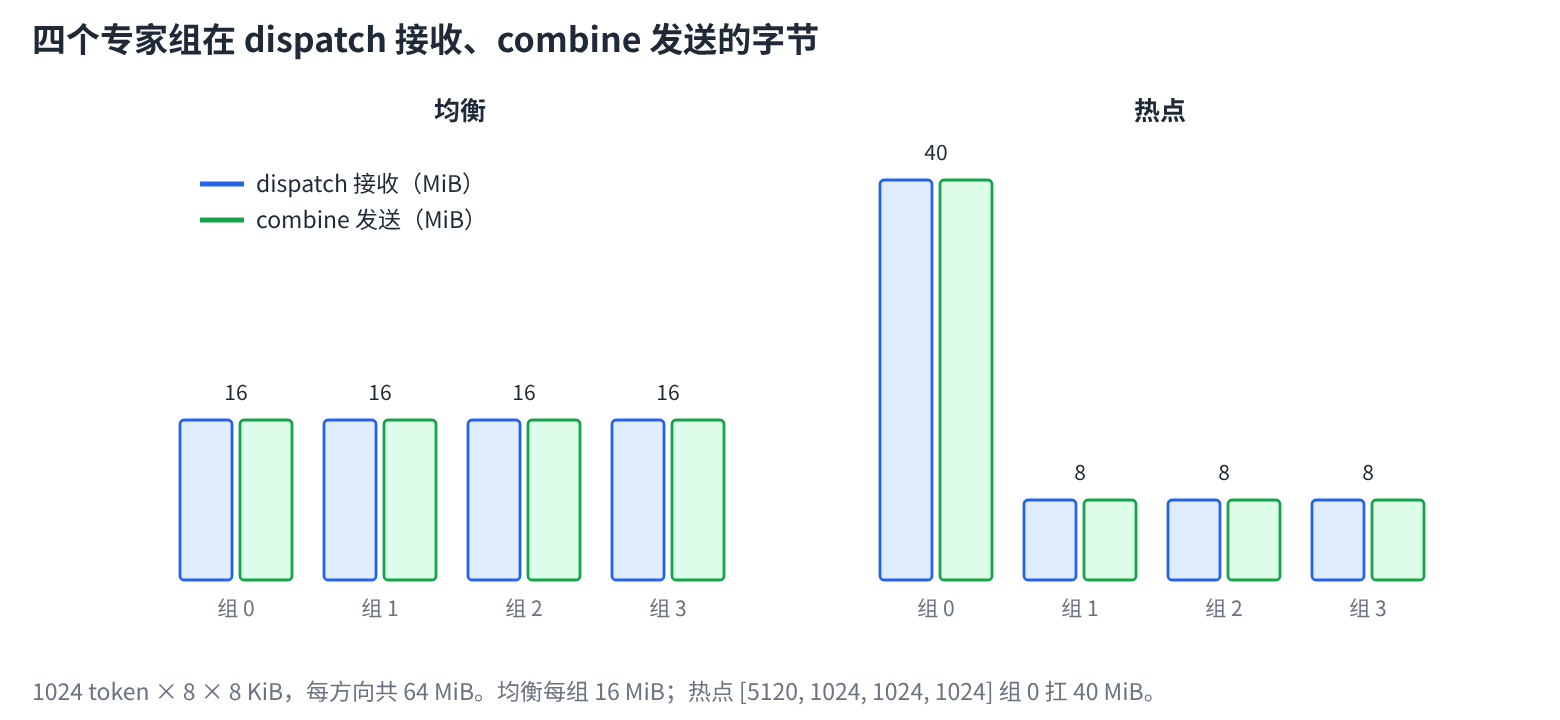 四个专家组在 dispatch 接收、combine 发送的字节
均衡
热点
dispatch 接收（MiB）
combine 发送（MiB）
40
16 16 16 16
8 8 8
组 0 组 1 组 2 组 3
组 0 组 1 组 2 组 3
1024 token × 8 × 8 KiB，每方向共 64 MiB。均衡每组 16 MiB；热点 [5120, 1024, 1024, 1024] 组 0 扛 40 MiB。